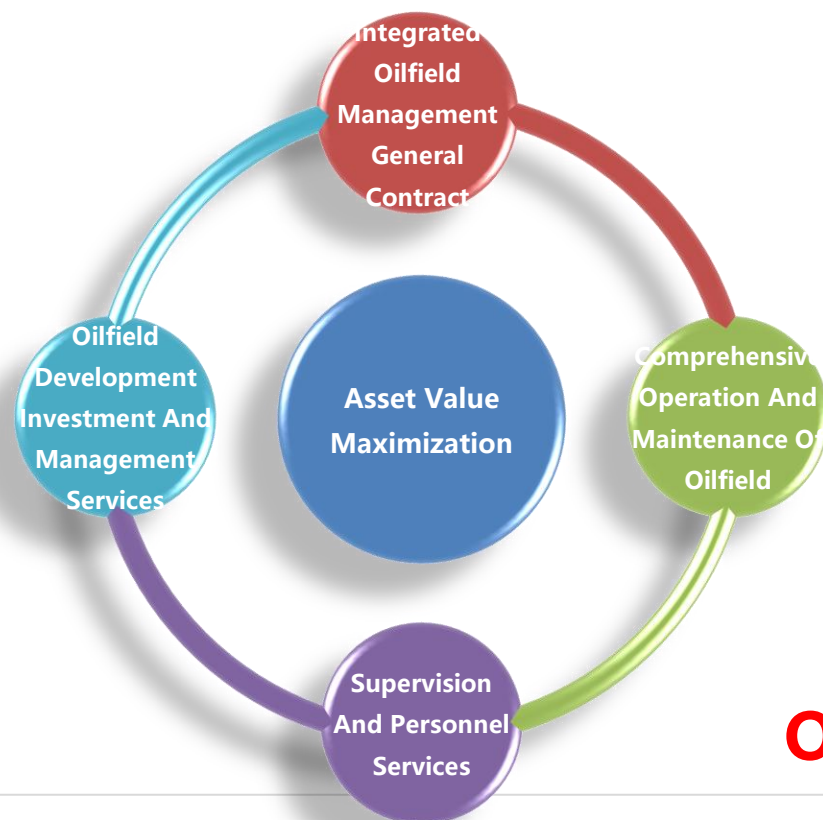 Integrated
Oilfield
Management
General
Contract
Oilfield
Development
Investment And
Management
Services
Asset Value
Maximization
Comprehensive
Operation And
Maintenance Of
Oilfield
Supervision
And Personnel
Services
O